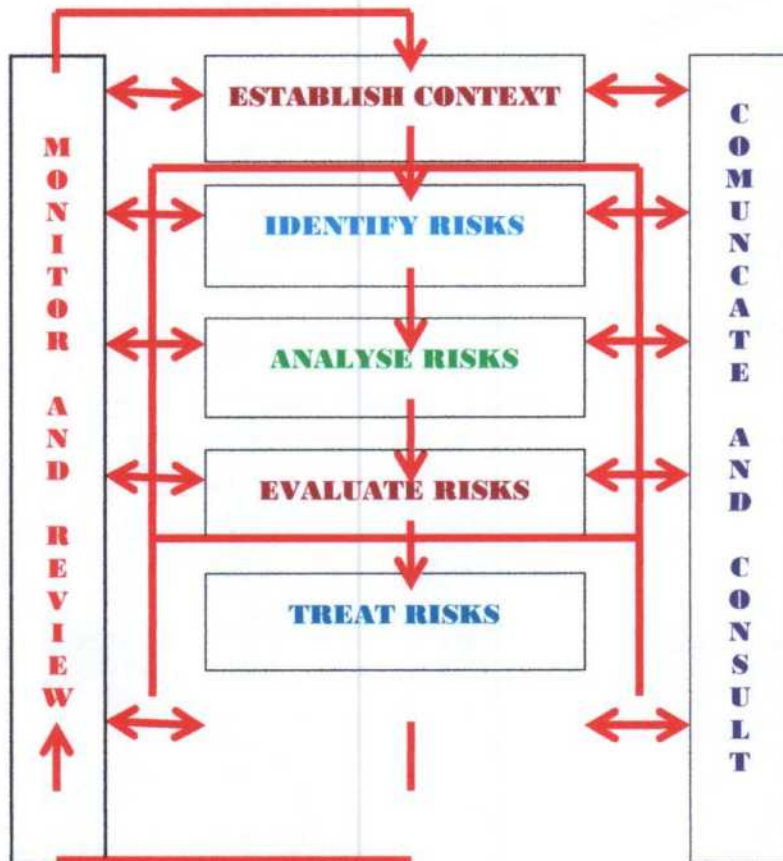 ESTABLISH CONTEXT
IDENTIFY RISKS
ANALYSE RISKS
EVALUATE RISKS
TREAT RISKS
MONITOR AND REVIEW
COMUNCATE AND CONSULT